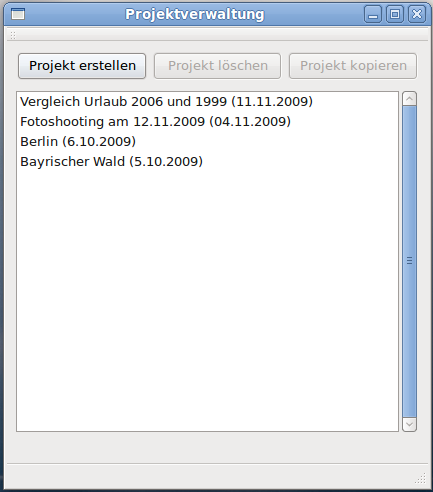 Projektverwaltung
Projekt erstellen Projekt löschen Projekt kopieren
Vergleich Urlaub 2006 und 1999 (11.11.2009)
Fotoshooting am 12.11.2009 (04.11.2009)
Berlin (6.10.2009)
Bayrischer Wald (5.10.2009)